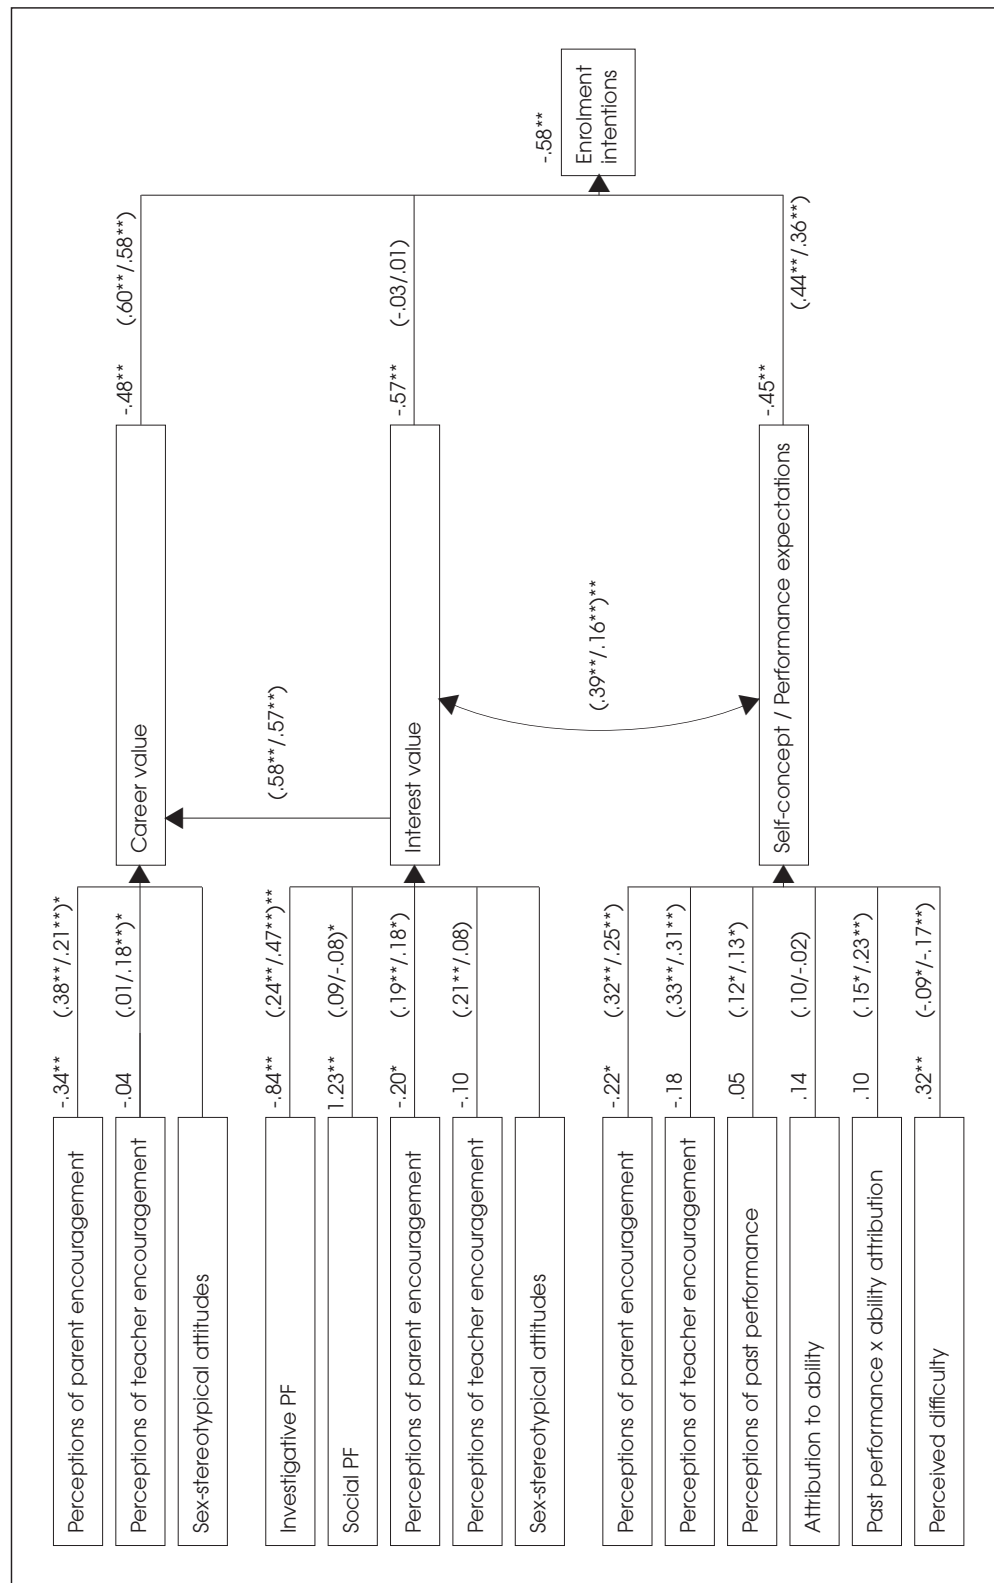 Perceptions of parent encouragement
-.34**
(.38**/.21**)*
Perceptions of teacher encouragement
-.04
(.01/.18**)*
Sex-stereotypical attitudes
Investigative PF
-.84**
(.24**/.47**)**
Social PF
1.23**
(.09/-.08)*
Perceptions of parent encouragement
-.20*
(.19**/.18*)
Perceptions of teacher encouragement
-.10
(.21**/.08)
Sex-stereotypical attitudes
Perceptions of parent encouragement
-.22*
(.32**/.25**)
Perceptions of teacher encouragement
-.18
(.33**/.31**)
Perceptions of past performance
.05
(.12*/.13*)
Attribution to ability
.14
(.10/-.02)
Past performance x ability attribution
.10
(.15*/.23**)
Perceived difficulty
.32**
(-.09*/-.17**)
Career value
-.48**
(.60**/.58**)
(.58**/.57**)
Interest value
-.57**
(-.03/.01)
(.39**/.16**)**
Self-concept / Performance expectations
-.45**
(.44**/.36**)
-.58**
Enrolment
intentions